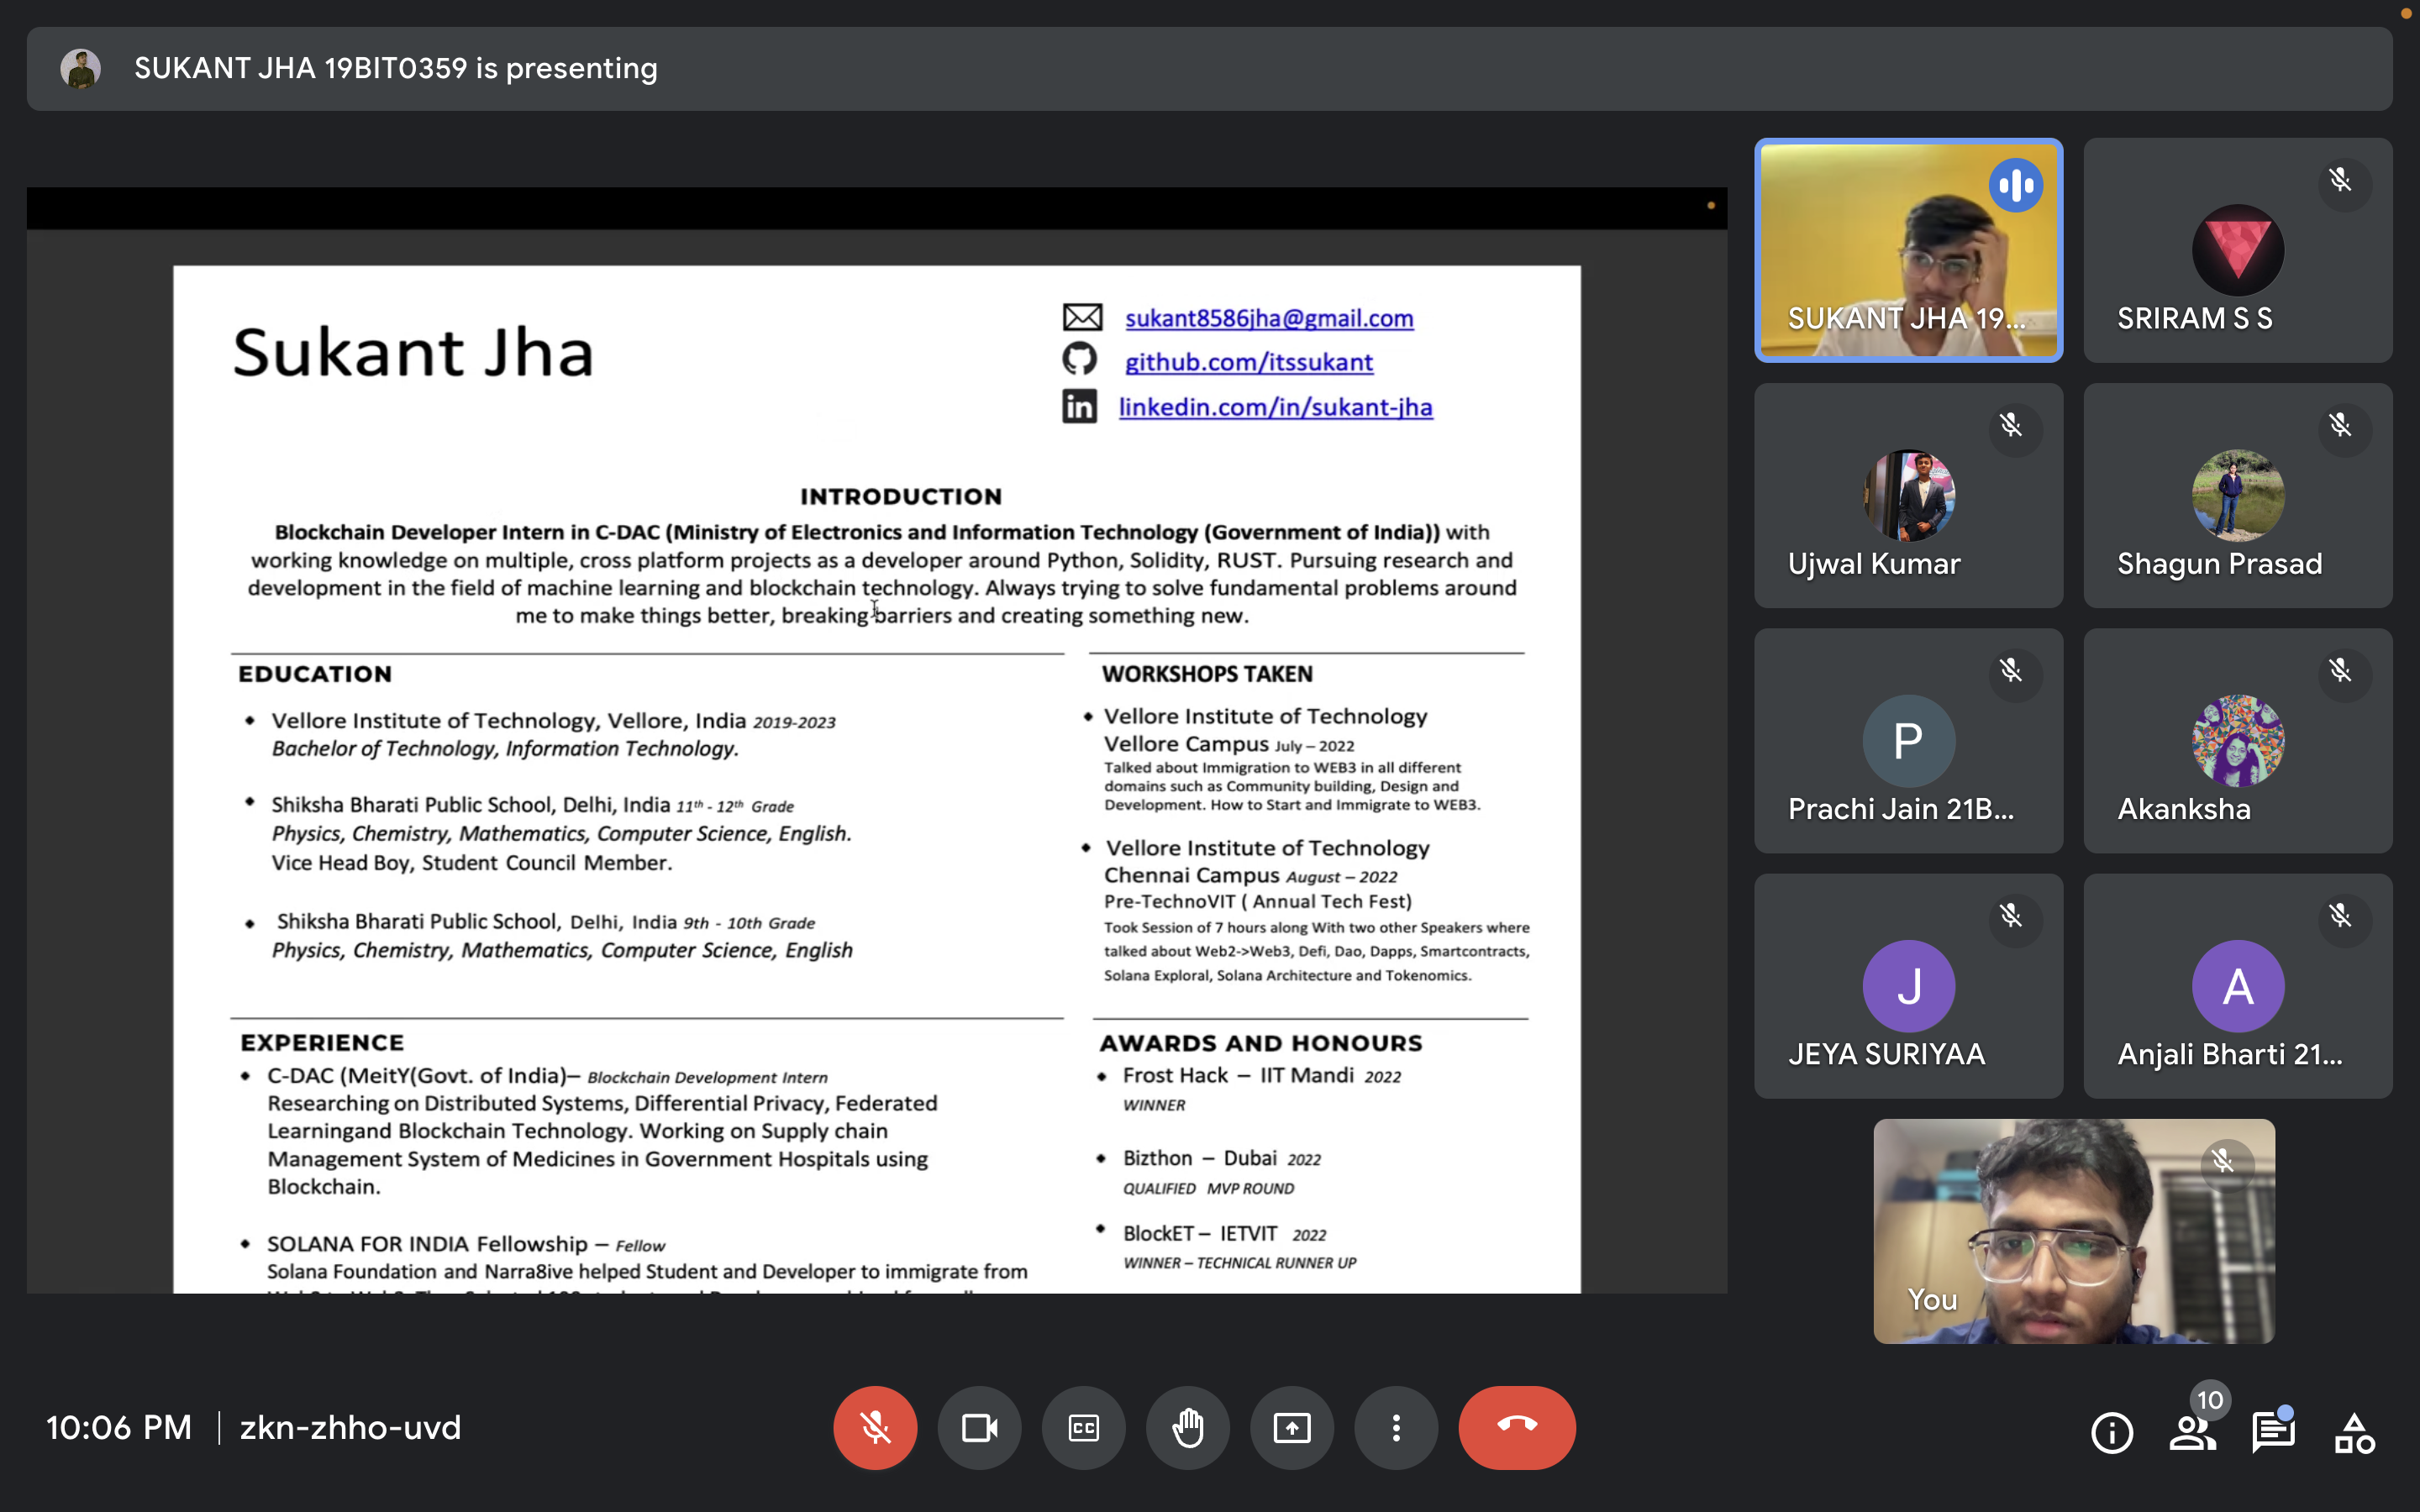 SUKANT JHA 19BIT0359 is presenting
Sukant Jha
sukant8586jha@gmail.com
github.com/itssukant
in linkedin.com/in/sukant-jha
INTRODUCTION
Blockchain Developer Intern in C-DAC (Ministry of Electronics and Information Technology (Government of India)) with
working knowledge on multiple, cross platform projects as a developer around Python, Solidity, RUST. Pursuing research and
development in the field of machine learning and blockchain technology. Always trying to solve fundamental problems around
me to make things better, breaking barriers and creating something new.
EDUCATION
• Vellore Institute of Technology, Vellore, India 2019-2023
Bachelor of Technology, Information Technology.
• Shiksha Bharati Public School, Delhi, India 11th - 12th Grade
Physics, Chemistry, Mathematics, Computer Science, English.
Vice Head Boy, Student Council Member.
• Shiksha Bharati Public School, Delhi, India 9th - 10th Grade
Physics, Chemistry, Mathematics, Computer Science, English
WORKSHOPS TAKEN
• Vellore Institute of Technology
Vellore Campus July – 2022
Talked about Immigration to WEB3 in all different
domains such as Community building, Design and
Development. How to Start and Immigrate to WEB3.
• Vellore Institute of Technology
Chennai Campus August – 2022
Pre-TechnoVIT ( Annual Tech Fest)
Took Session of 7 hours along With two other Speakers where
talked about Web2->Web3, Defi, Dao, Dapps, Smartcontracts,
Solana Exploral, Solana Architecture and Tokenomics.
EXPERIENCE
• C-DAC (MeitY(Govt. of India)– Blockchain Development Intern
Researching on Distributed Systems, Differential Privacy, Federated
Learningand Blockchain Technology. Working on Supply chain
Management System of Medicines in Government Hospitals using
Blockchain.
• SOLANA FOR INDIA Fellowship – Fellow
Solana Foundation and Narra8ive helped Student and Developer to immigrate from
AWARDS AND HONOURS
• Frost Hack – IIT Mandi 2022
WINNER
• Bizthon – Dubai 2022
QUALIFIED MVP ROUND
• BlockET – IETVIT 2022
WINNER – TECHNICAL RUNNER UP
SUKANT JHA 19...
SRIRAM S S
Ujwal Kumar
Shagun Prasad
P
Prachi Jain 21B...
Akanksha
J
JEYA SURIYAA
A
Anjali Bharti 21...
You
10:06 PM | zkn-zhho-uvd
CC
10